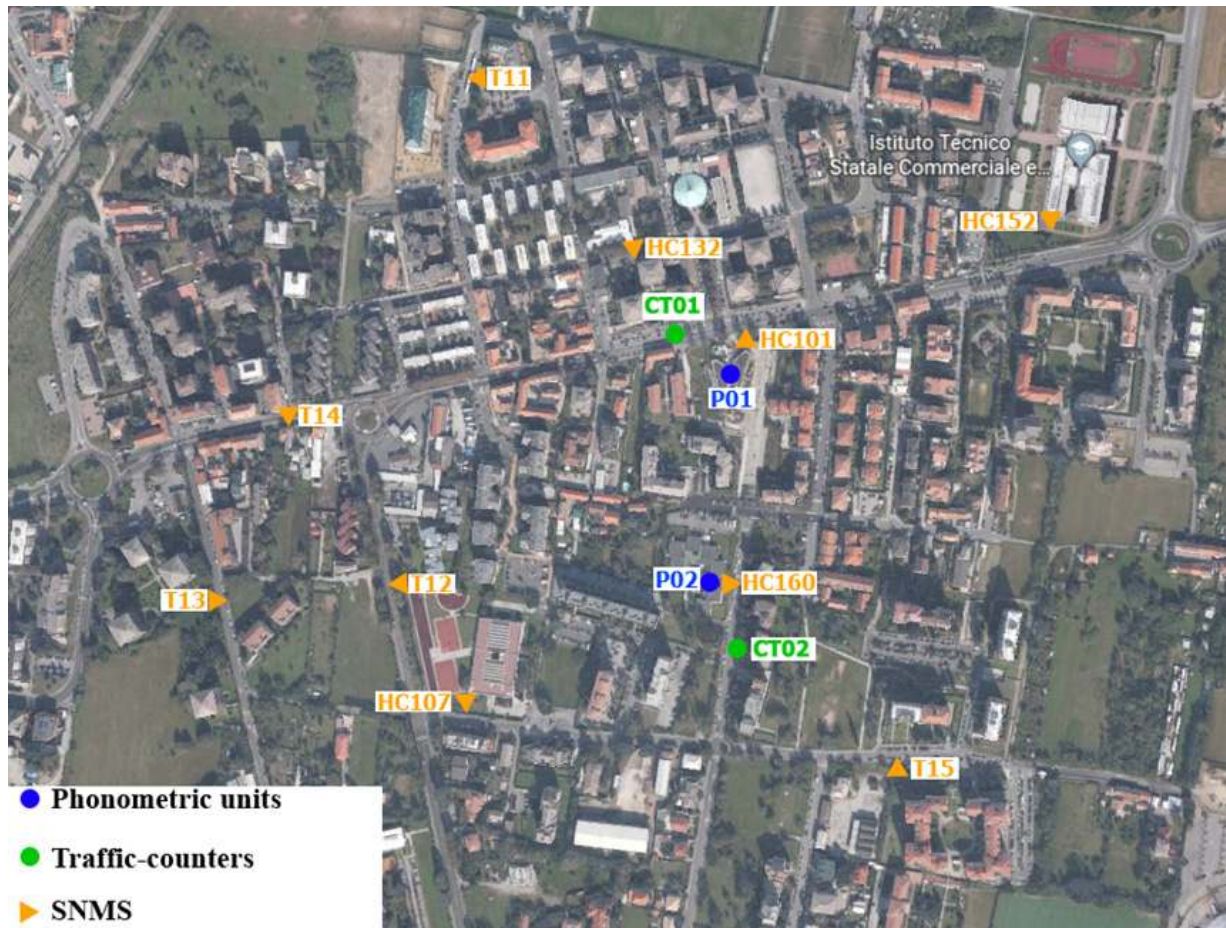 T11
Istituto Tecnico
Statale Commerciale e...
HC152
HC132
CT01
HC101
P01
T14
T13
T12
P02
HC160
CT02
HC107
T15
Phonometric units
Traffic-counters
SNMS